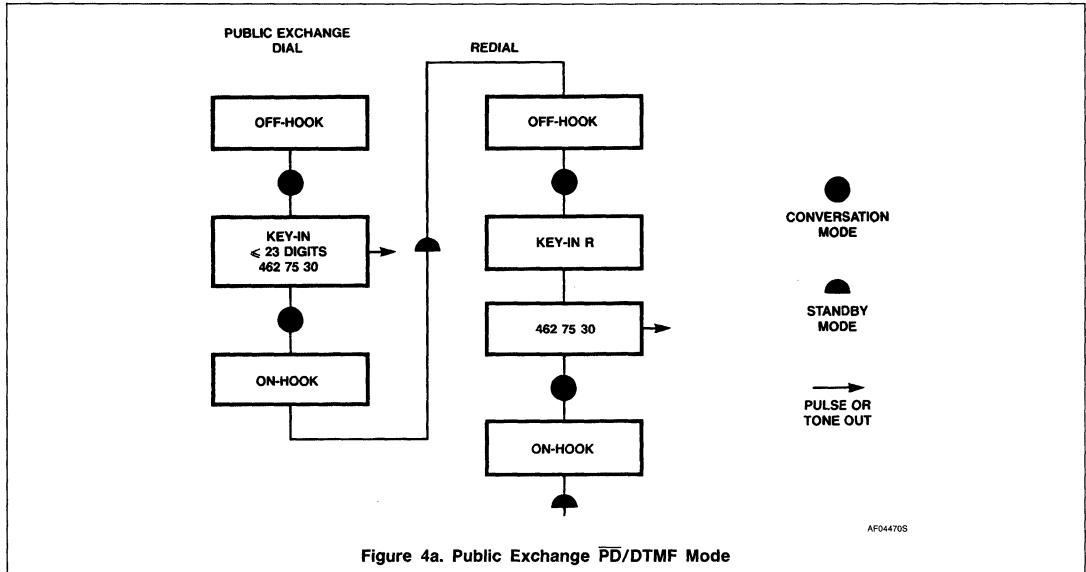 PUBLIC EXCHANGE
DIAL
OFF-HOOK
KEY-IN
⩽ 23 DIGITS
462 75 30
ON-HOOK
REDIAL
OFF-HOOK
KEY-IN R
462 75 30
ON-HOOK
CONVERSATION
MODE
STANDBY
MODE
PULSE OR
TONE OUT
AF04470S
Figure 4a. Public Exchange P̅D̅/DTMF Mode